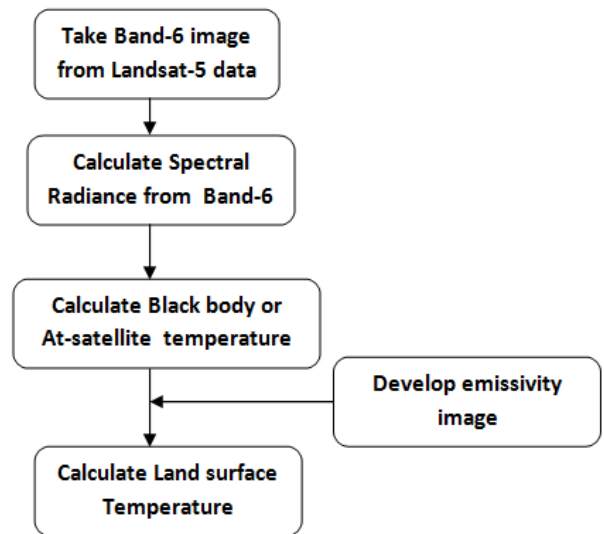 Take Band-6 image
from Landsat-5 data
Calculate Spectral
Radiance from Band-6
Calculate Black body or
At-satellite temperature
Develop emissivity
image
Calculate Land surface
Temperature